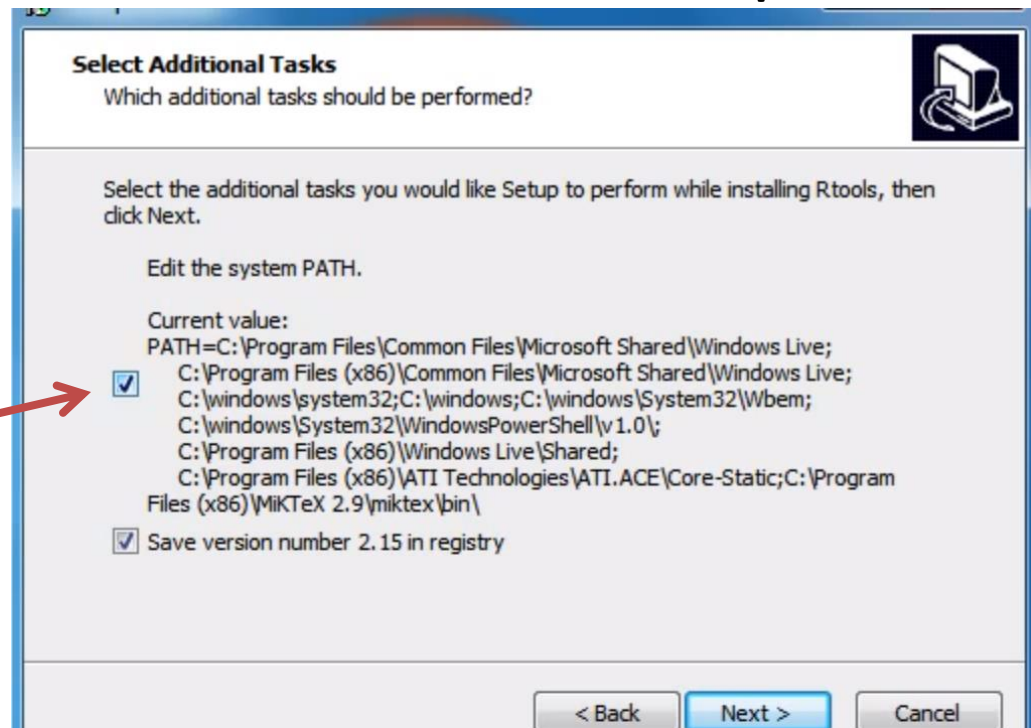 Select Additional Tasks
Which additional tasks should be performed?
Select the additional tasks you would like Setup to perform while installing Rtools, then
click Next.
Edit the system PATH.
Current value:
PATH=C:\Program Files\Common Files\Microsoft Shared\Windows Live;
C:\Program Files (x86)\Common Files\Microsoft Shared\Windows Live;
C:\windows\system32;C:\windows;C:\windows\System32\Wbem;
C:\windows\System32\WindowsPowerShell\v1.0\;
C:\Program Files (x86)\Windows Live\Shared;
C:\Program Files (x86)\ATI Technologies\ATI.ACE\Core-Static;C:\Program
Files (x86)\MiKTeX 2.9\miktex\bin\
Save version number 2.15 in registry
< Back Next > Cancel